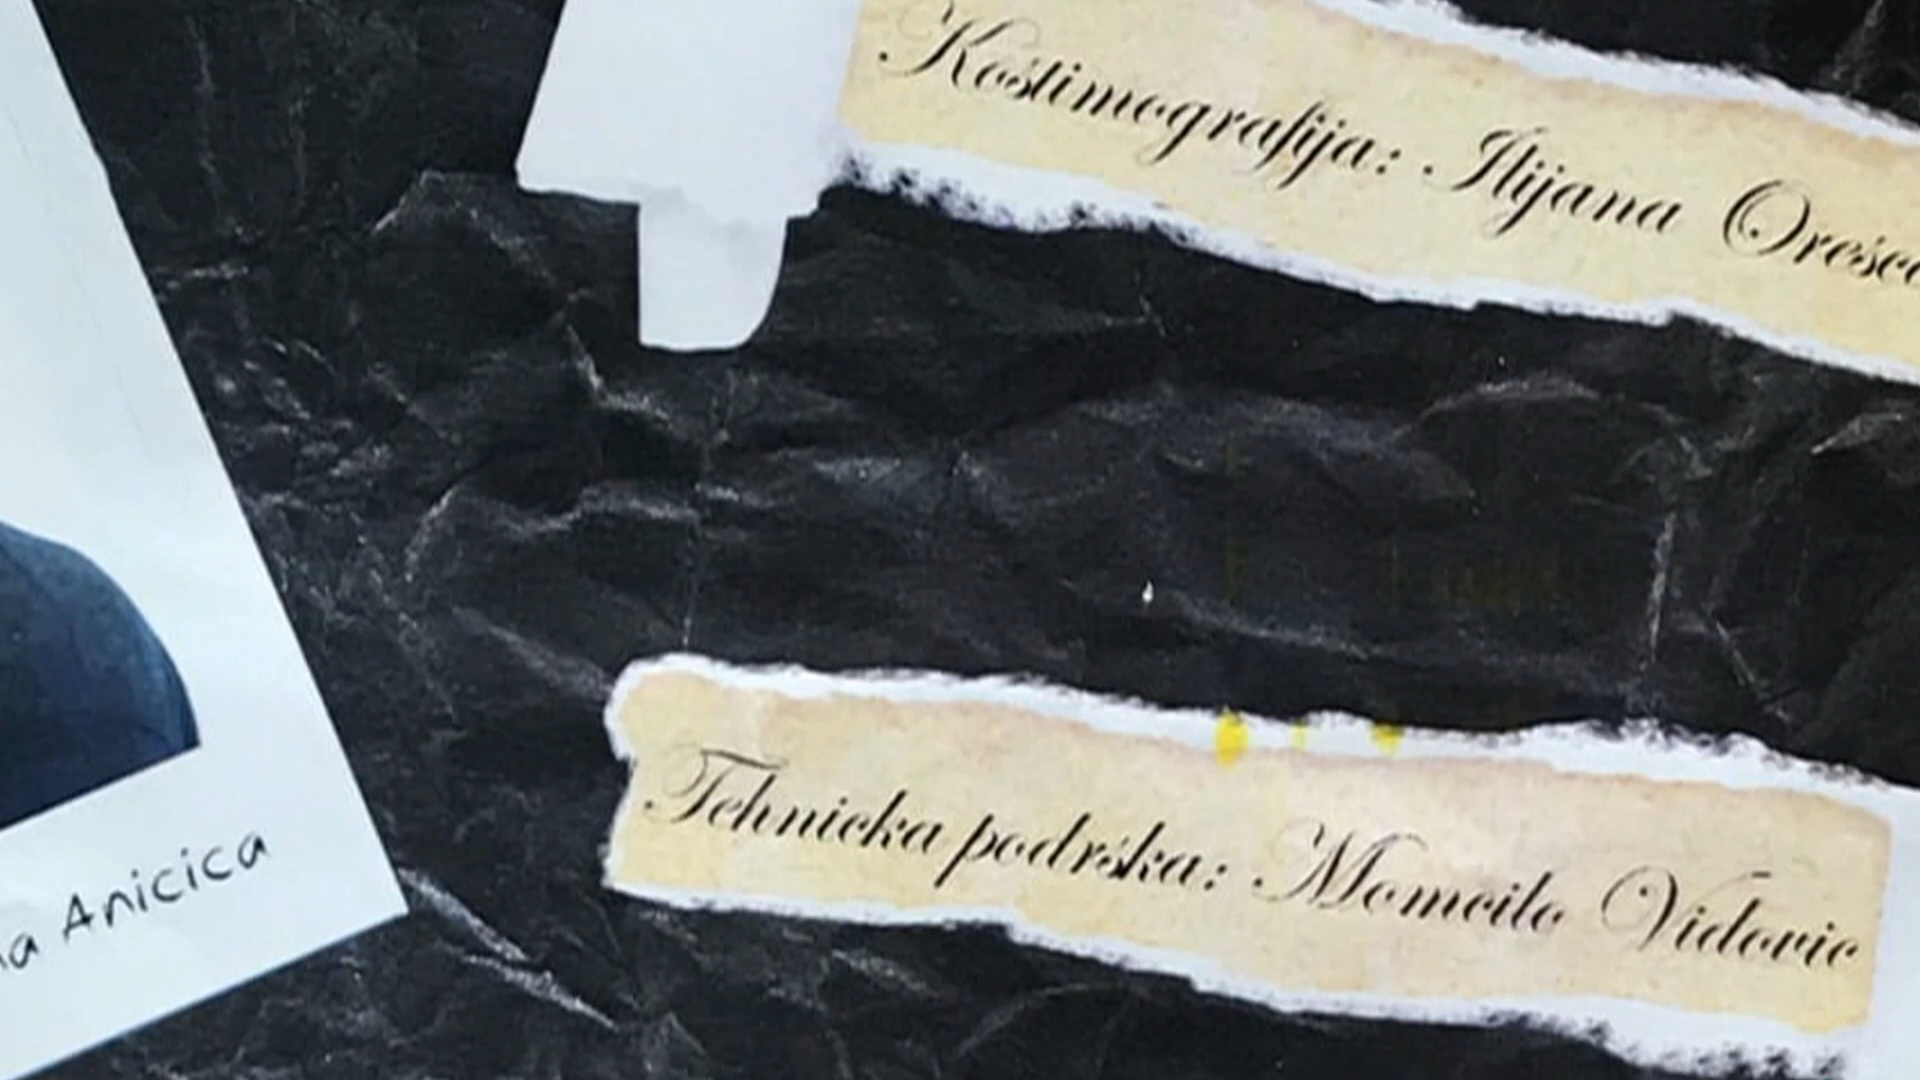 Kostimografija: Ilijana
Tehnicka podrska: Momcilo Vidovic
Anicica